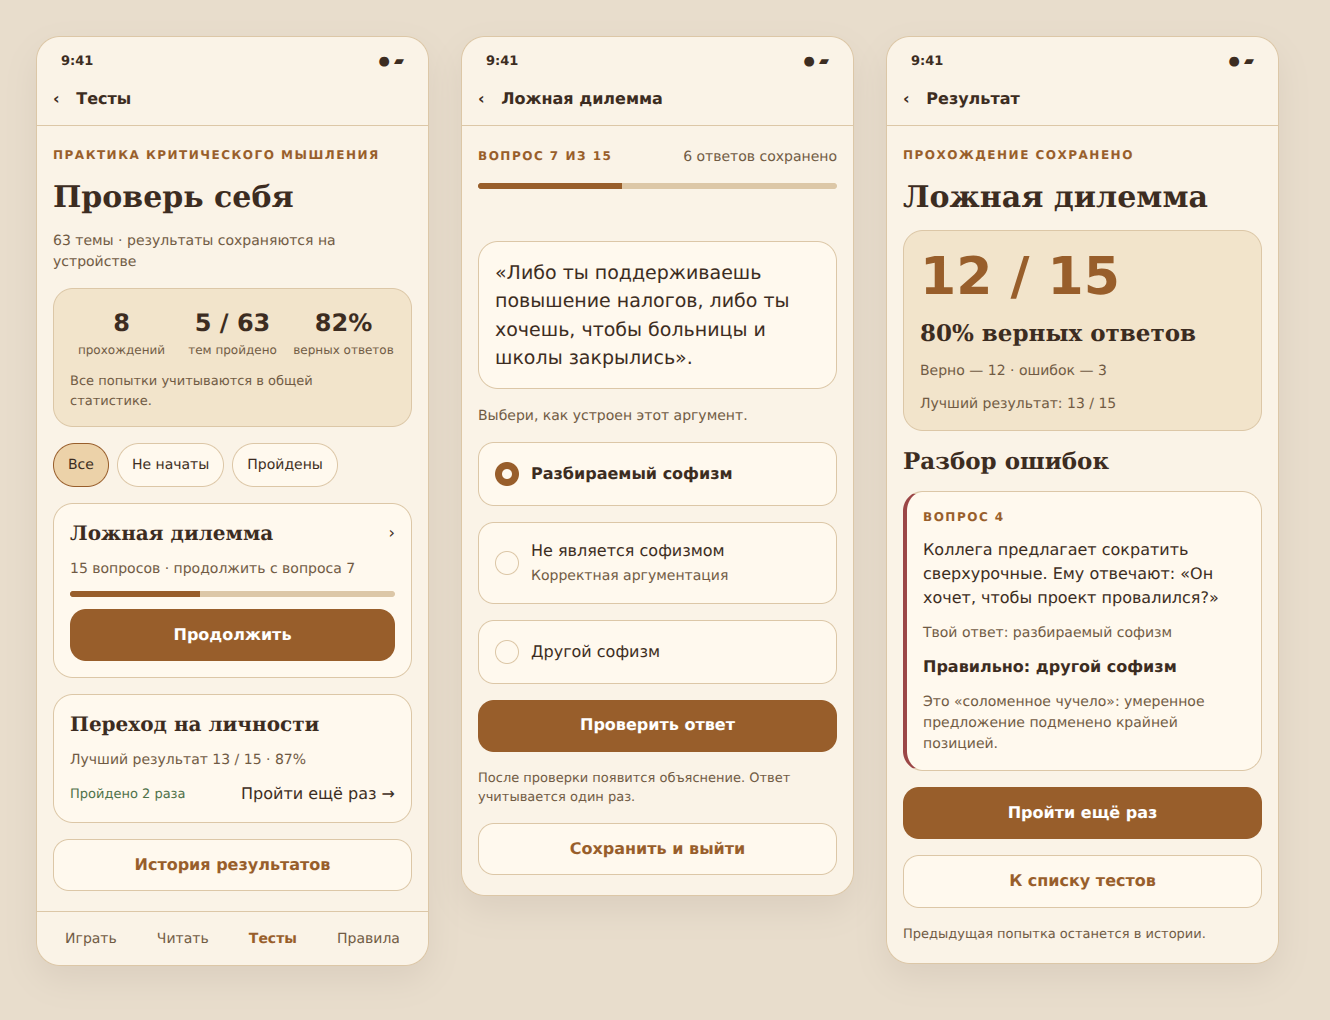 9:41
‹ Тесты
ПРАКТИКА КРИТИЧЕСКОГО МЫШЛЕНИЯ
Проверь себя
63 темы · результаты сохраняются на
устройстве
8
прохождений
5 / 63
тем пройдено
82%
верных ответов
Все попытки учитываются в общей
статистике.
Все
Не начаты
Пройдены
Ложная дилемма ›
15 вопросов · продолжить с вопроса 7
Продолжить
Переход на личности
Лучший результат 13 / 15 · 87%
Пройдено 2 раза
Пройти ещё раз →
История результатов
Играть
Читать
Тесты
Правила
9:41
‹ Ложная дилемма
ВОПРОС 7 ИЗ 15
6 ответов сохранено
«Либо ты поддерживаешь
повышение налогов, либо ты
хочешь, чтобы больницы и
школы закрылись».
Выбери, как устроен этот аргумент.
Разбираемый софизм
Не является софизмом
Корректная аргументация
Другой софизм
Проверить ответ
После проверки появится объяснение. Ответ
учитывается один раз.
Сохранить и выйти
9:41
‹ Результат
ПРОХОЖДЕНИЕ СОХРАНЕНО
Ложная дилемма
12 / 15
80% верных ответов
Верно — 12 · ошибок — 3
Лучший результат: 13 / 15
Разбор ошибок
ВОПРОС 4
Коллега предлагает сократить
сверхурочные. Ему отвечают: «Он
хочет, чтобы проект провалился?»
Твой ответ: разбираемый софизм
Правильно: другой софизм
Это «соломенное чучело»: умеренное
предложение подменено крайней
позицией.
Пройти ещё раз
К списку тестов
Предыдущая попытка останется в истории.